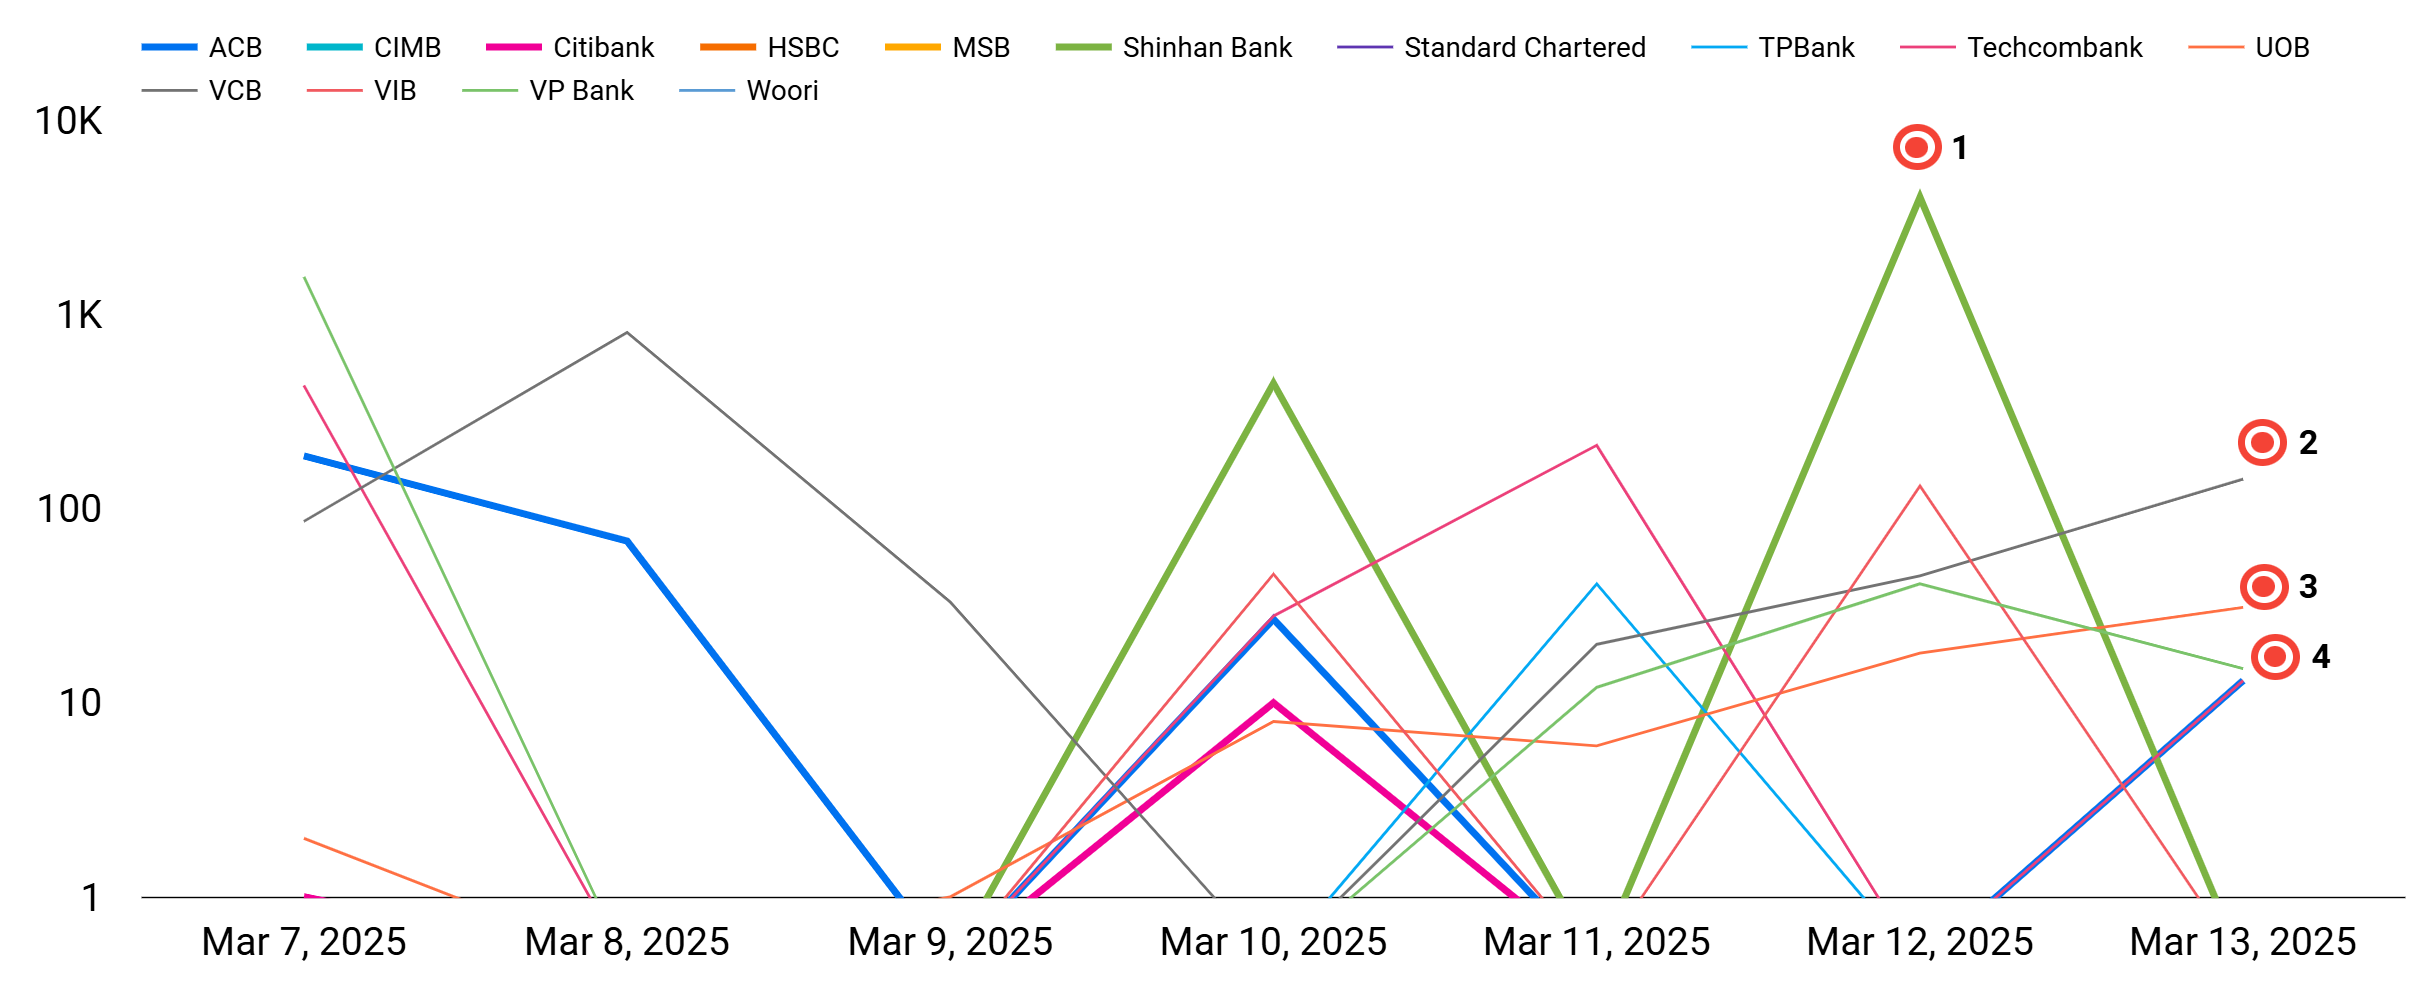 ACB CIMB Citibank HSBC MSB Shinhan Bank Standard Chartered TPBank Techcombank UOB
VCB VIB VP Bank Woori
10K
1
1K
2
100
3
4
10
1
Mar 7, 2025 Mar 8, 2025 Mar 9, 2025 Mar 10, 2025 Mar 11, 2025 Mar 12, 2025 Mar 13, 2025